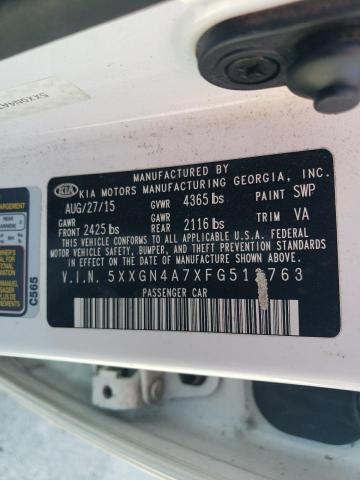 MANUFACTURED BY
KIA KIA MOTORS MANUFACTURING GEORGIA, INC.
AUG/27/15 GVWR 4365 lbs PAINT SWP
GAWR FRONT 2425 lbs GAWR REAR 2116 lbs TRIM VA
THIS VEHICLE CONFORMS TO ALL APPLICABLE U.S.A. FEDERAL
MOTOR VEHICLE SAFETY, BUMPER, AND THEFT PREVENTION
STANDARDS IN EFFECT ON THE DATE OF MANUFACTURE SHOWN ABOVE.
PASSENGER CAR
C565